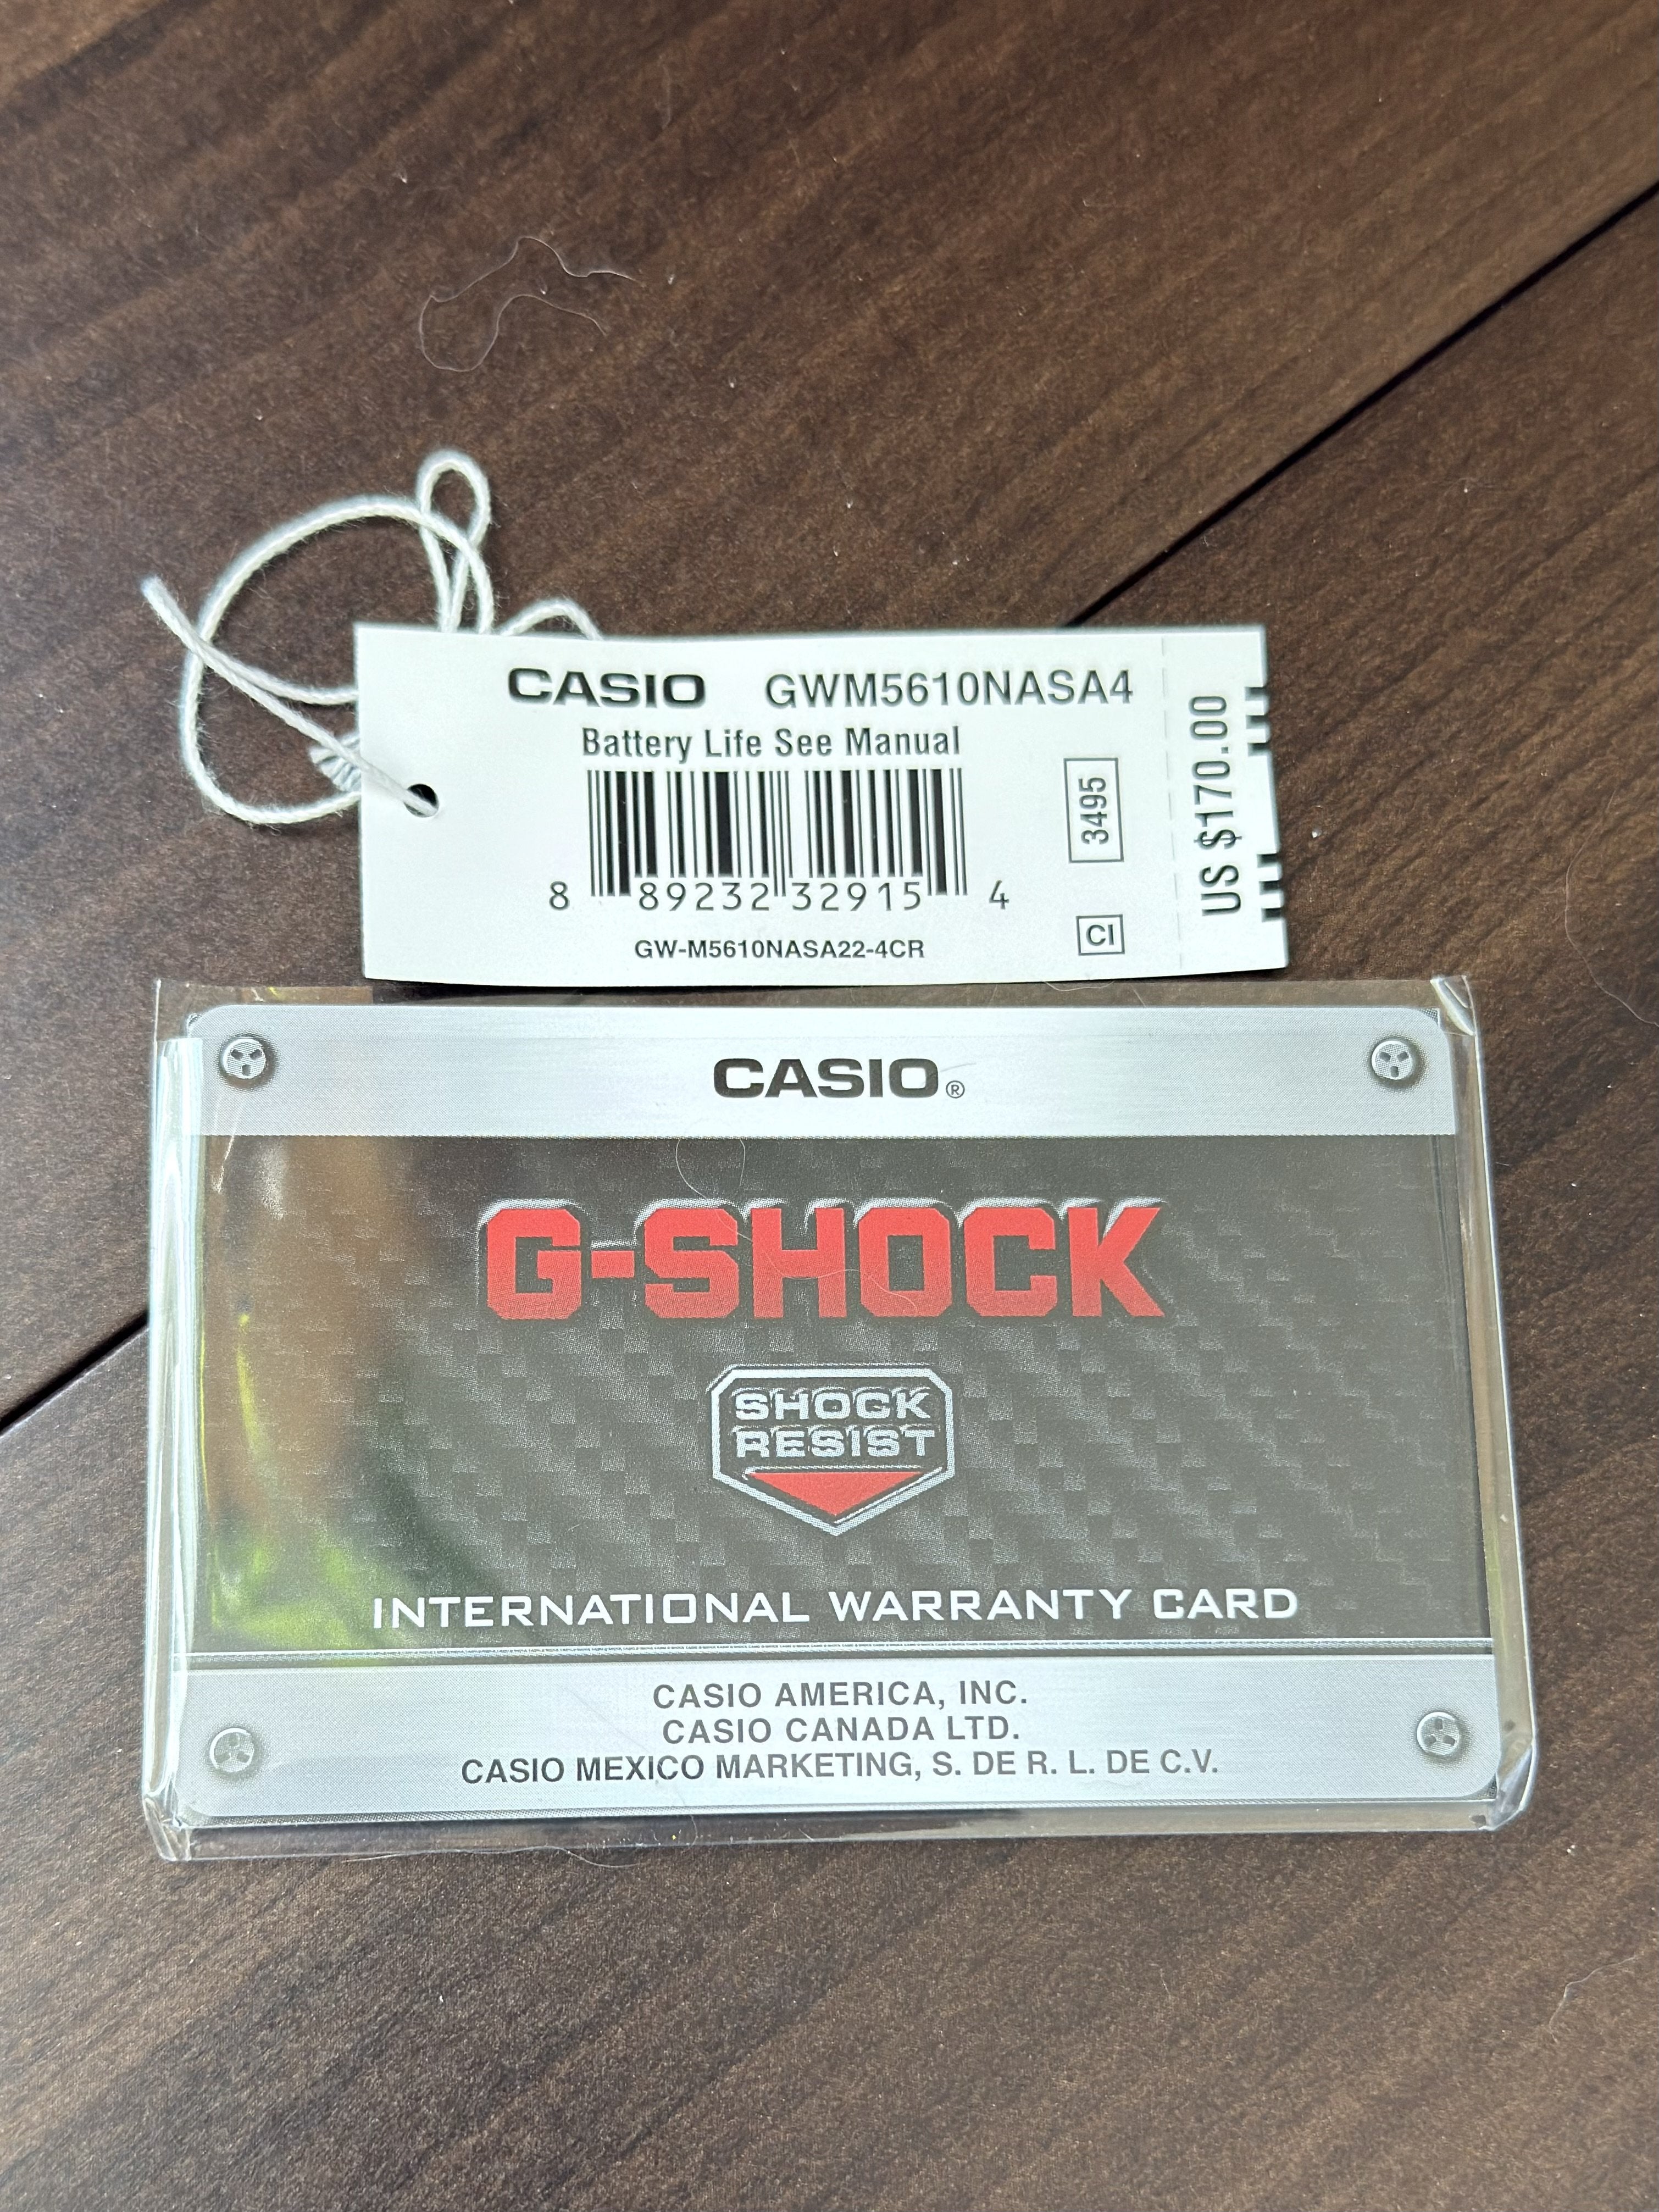 CASIO GWM5610NASA4
Battery Life See Manual
8 89232 32915 4
GW-M5610NASA22-4CR
3495
CI
US $170.00
CASIO®
G-SHOCK
SHOCK
RESIST
INTERNATIONAL WARRANTY CARD
CASIO AMERICA, INC.
CASIO CANADA LTD.
CASIO MEXICO MARKETING, S. DE R. L. DE C.V.